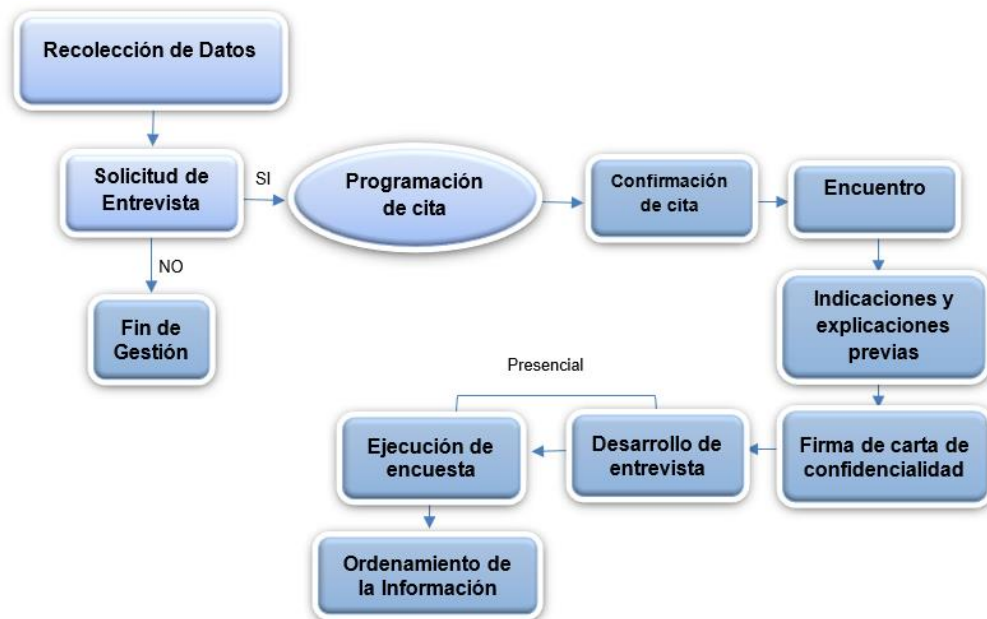 Recolección de Datos
Solicitud de
Entrevista
SI
Programación
de cita
Confirmación
de cita
Encuentro
NO
Fin de
Gestión
Indicaciones y
explicaciones
previas
Presencial
Ejecución de
encuesta
Desarrollo de
entrevista
Firma de carta de
confidencialidad
Ordenamiento de
la Información